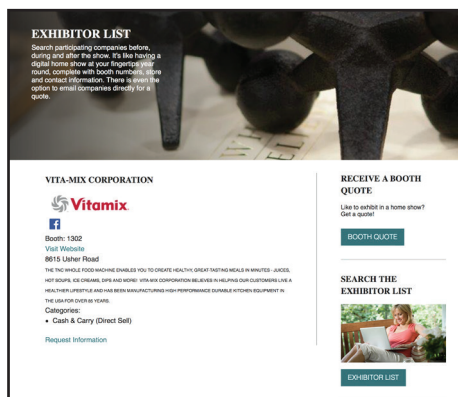 EXHIBITOR LIST
Search participating companies before,
during and after the show. It's like having a
digital home show at your fingertips year
round, complete with booth numbers, store
and contact information. There is even the
option to email companies directly for a
quote.
VITA-MIX CORPORATION
Vitamix
Booth: 1302
Visit Website
8615 Usher Road
THE TNC WHOLE FOOD MACHINE ENABLES YOU TO CREATE HEALTHY, GREAT-TASTING MEALS IN MINUTES - JUICES,
HOT SOUPS, ICE CREAMS, DIPS AND MORE! VITA-MIX CORPORATION BELIEVES IN HELPING OUR CUSTOMERS LIVE A
HEALTHIER LIFESTYLE AND HAS BEEN MANUFACTURING HIGH PERFORMANCE DURABLE KITCHEN EQUIPMENT IN
THE USA FOR OVER 85 YEARS.
Categories:
• Cash & Carry (Direct Sell)
Request Information
RECEIVE A BOOTH
QUOTE
Like to exhibit in a home show?
Get a quote!
BOOTH QUOTE
SEARCH THE
EXHIBITOR LIST
EXHIBITOR LIST